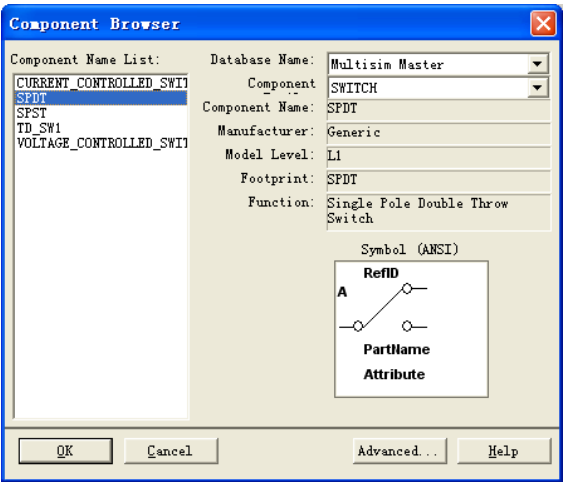 Component Browser
Component Name List:
CURRENT_CONTROLLED_SWIT
SPDT
SPST
TD_SW1
VOLTAGE_CONTROLLED_SWIT
Database Name:
Multisim Master
Component
SWITCH
Component Name:
SPDT
Manufacturer:
Generic
Model Level:
L1
Footprint:
SPDT
Function:
Single Pole Double Throw
Switch
Symbol (ANSI)
RefID
A
PartName
Attribute
OK
Cancel
Advanced...
Help